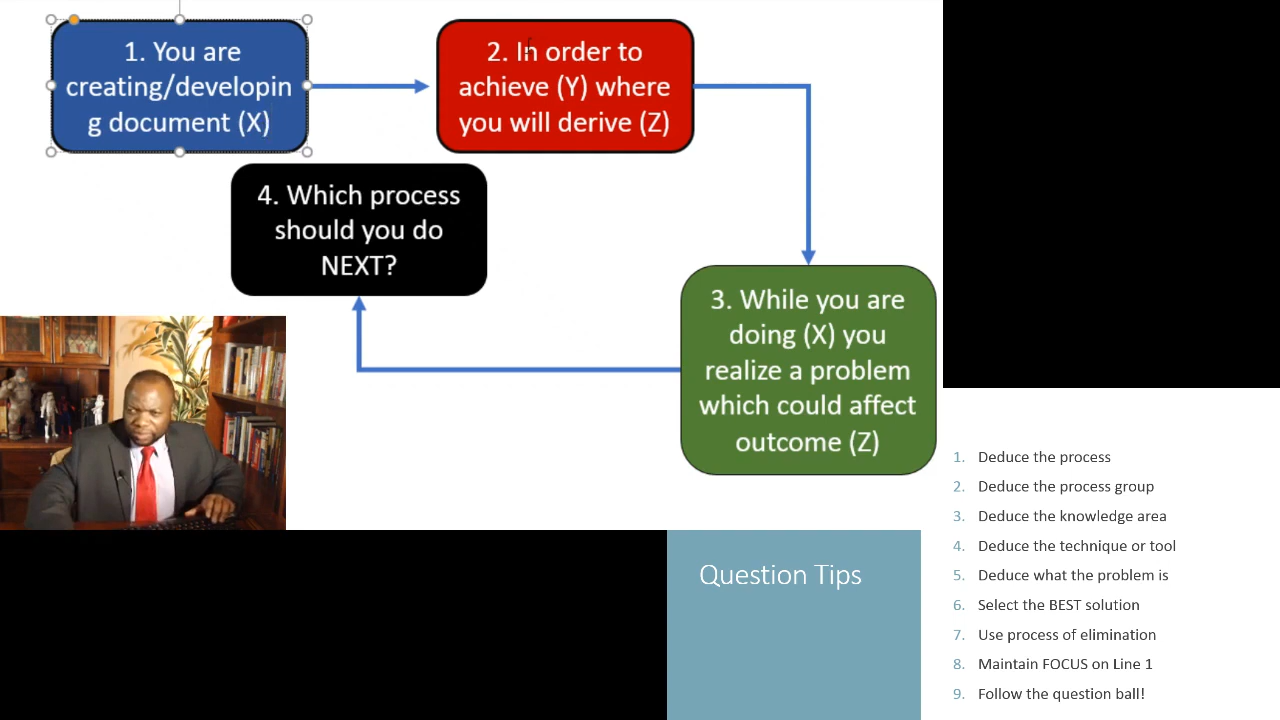 1. You are
creating/developin
g document (X)
2. In order to
achieve (Y) where
you will derive (Z)
3. While you are
doing (X) you
realize a problem
which could affect
outcome (Z)
4. Which process
should you do
NEXT?
Question Tips
1. Deduce the process
2. Deduce the process group
3. Deduce the knowledge area
4. Deduce the technique or tool
5. Deduce what the problem is
6. Select the BEST solution
7. Use process of elimination
8. Maintain FOCUS on Line 1
9. Follow the question ball!